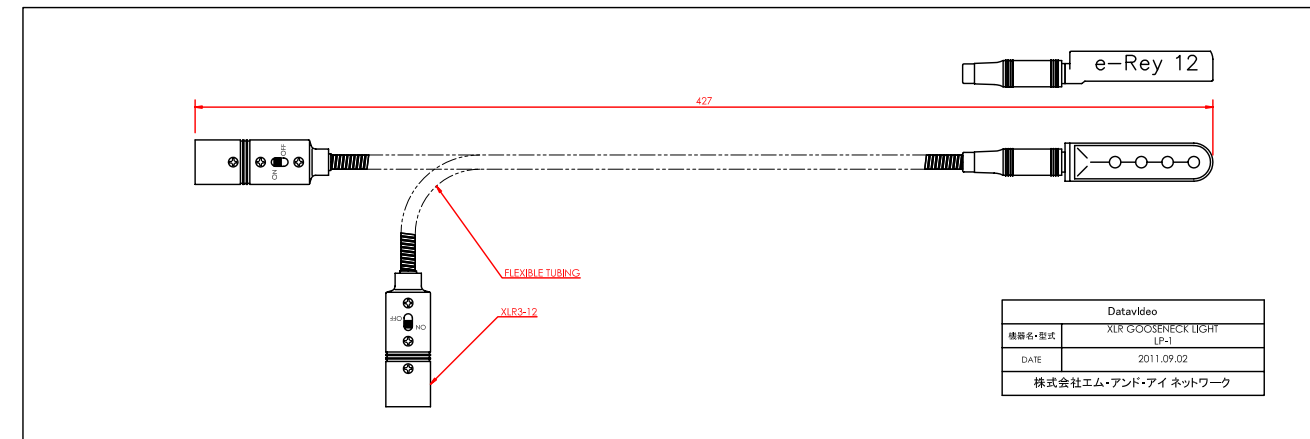 e-Rey 12
427
ON
OFF
FLEXIBLE TUBING
XLR3-12
ON
OFF
Datavideo
機器名・型式
XLR GOOSENECK LIGHT
LP-1
DATE
2011.09.02
株式会社エム・アンド・アイ ネットワーク